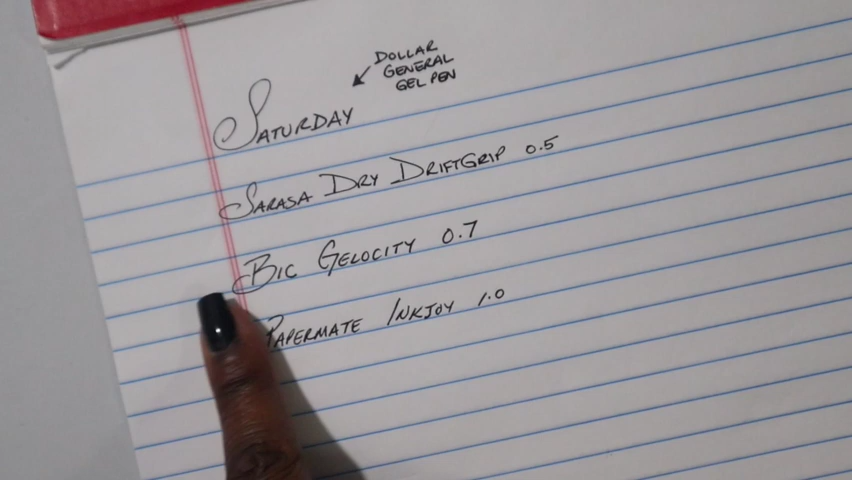 DOLLAR
GENERAL
GEL PEN
SATURDAY
SARASA DRY DRIFTGRIP 0.5
BIC GELOCITY 0.7
PAPERMATE INKJOY 1.0